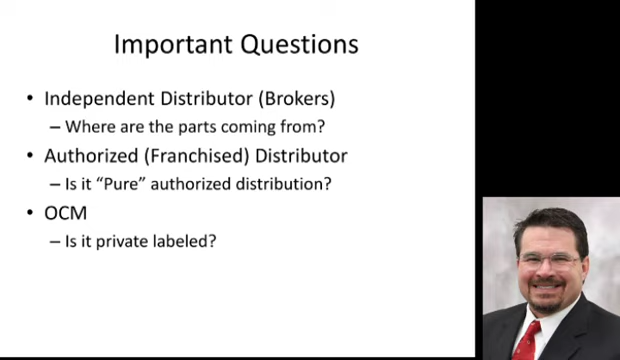 Important Questions
• Independent Distributor (Brokers)
– Where are the parts coming from?
• Authorized (Franchised) Distributor
– Is it “Pure” authorized distribution?
• OCM
– Is it private labeled?